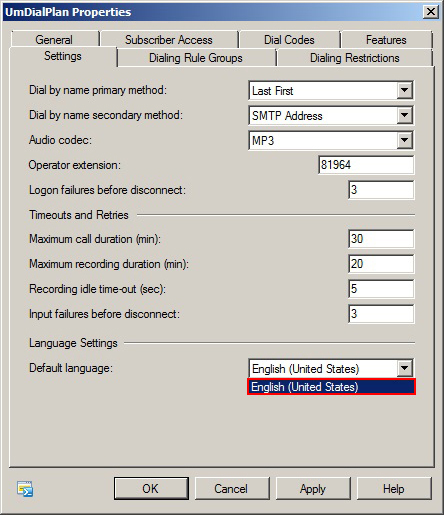 UmDialPlan Properties
General Subscriber Access Dial Codes Features
Settings Dialing Rule Groups Dialing Restrictions
Dial by name primary method: Last First
Dial by name secondary method: SMTP Address
Audio codec: MP3
Operator extension: 81964
Logon failures before disconnect: 3
Timeouts and Retries
Maximum call duration (min): 30
Maximum recording duration (min): 20
Recording idle time-out (sec): 5
Input failures before disconnect: 3
Language Settings
Default language: English (United States)
English (United States)
OK Cancel Apply Help